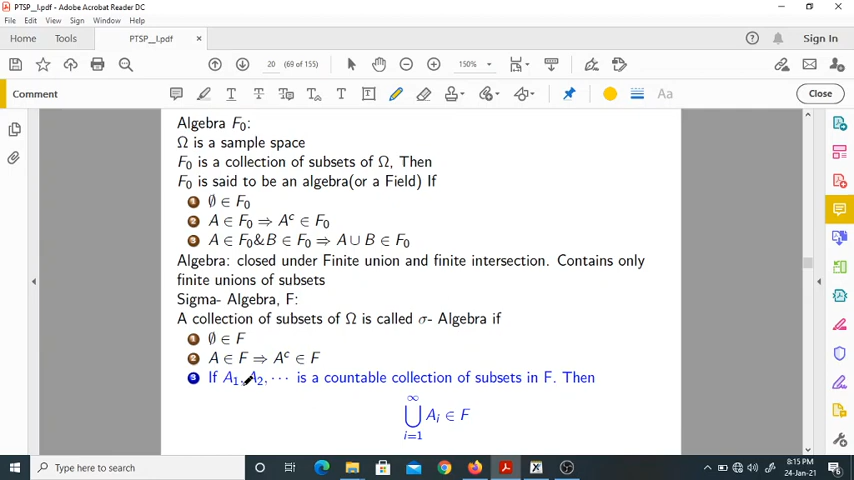 PTSP__I.pdf - Adobe Acrobat Reader DC
File Edit View Sign Window Help
Home Tools PTSP__I.pdf × Sign In
20 (69 of 155) 150%
Comment Aa Close
Algebra F₀:
Ω is a sample space
F₀ is a collection of subsets of Ω, Then
F₀ is said to be an algebra(or a Field) If
1 ∅ ∈ F₀
2 A ∈ F₀ ⇒ Aᶜ ∈ F₀
3 A ∈ F₀&B ∈ F₀ ⇒ A ∪ B ∈ F₀
Algebra: closed under Finite union and finite intersection. Contains only
finite unions of subsets
Sigma- Algebra, F:
A collection of subsets of Ω is called σ- Algebra if
1 ∅ ∈ F
2 A ∈ F ⇒ Aᶜ ∈ F
3 If A₁, A₂, ⋯ is a countable collection of subsets in F. Then
∞
⋃ Aᵢ ∈ F
i=1
Type here to search
8:15 PM
24-Jan-21